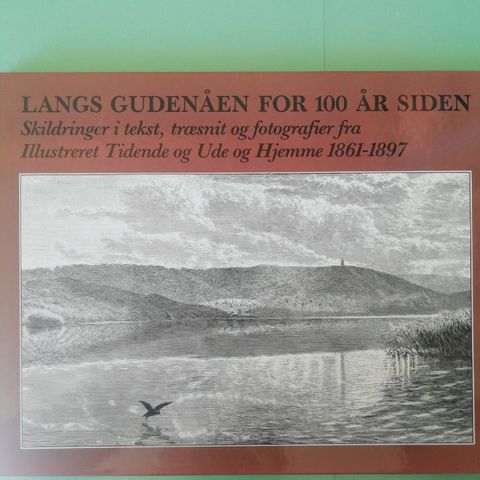 LANGS GUDENÅEN FOR 100 ÅR SIDEN
Skildringer i tekst, træsnit og fotografier fra
Illustreret Tidende og Ude og Hjemme 1861-1897